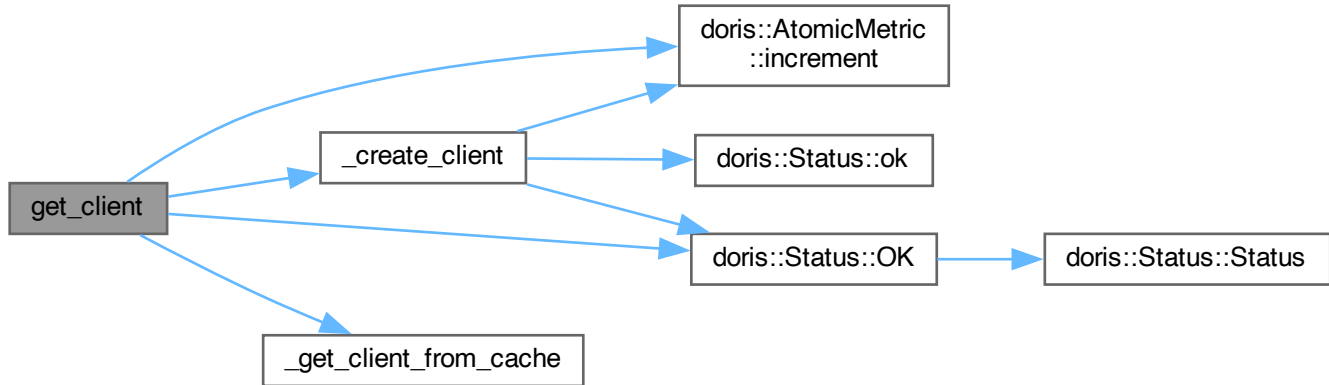 get_client
_create_client
_get_client_from_cache
doris::AtomicMetric
::increment
doris::Status::ok
doris::Status::OK
doris::Status::Status